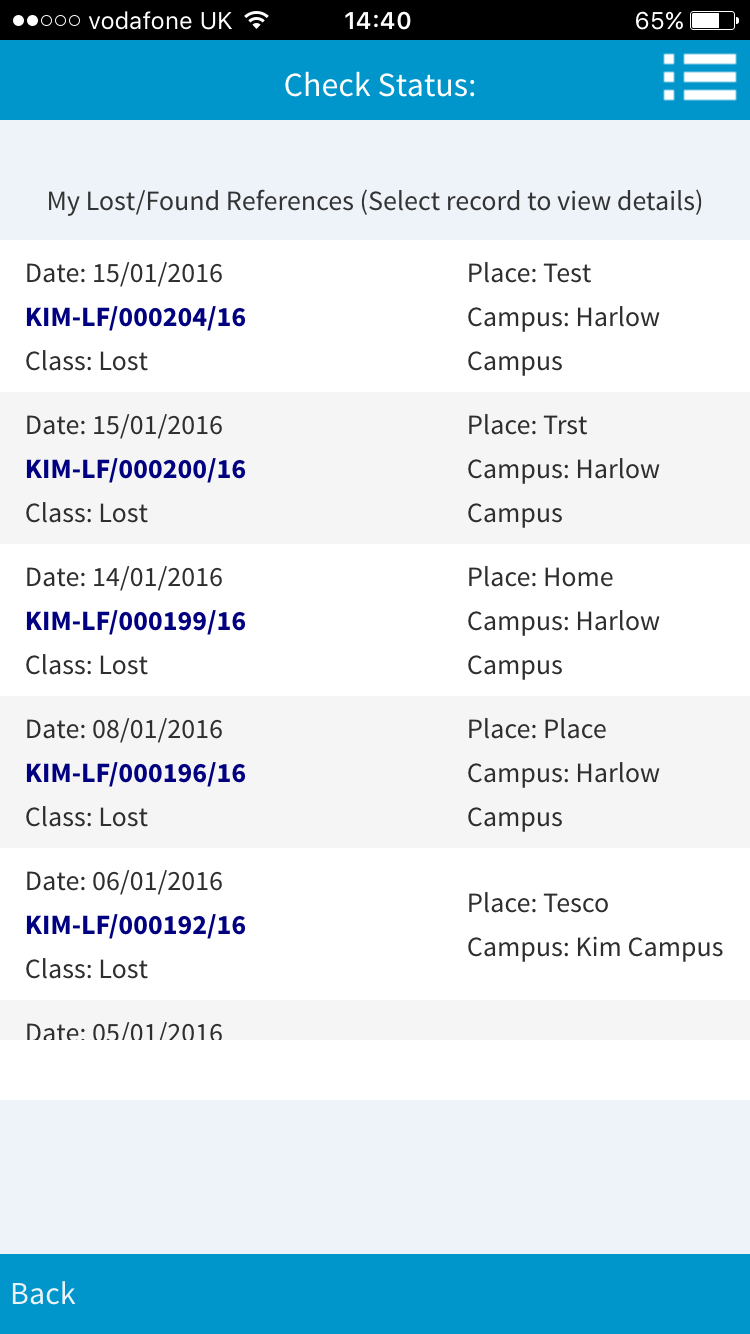 vodafone UK 14:40 65%
Check Status:
My Lost/Found References (Select record to view details)
Date: 15/01/2016
KIM-LF/000204/16
Class: Lost
Place: Test
Campus: Harlow
Campus
Date: 15/01/2016
KIM-LF/000200/16
Class: Lost
Place: Trst
Campus: Harlow
Campus
Date: 14/01/2016
KIM-LF/000199/16
Class: Lost
Place: Home
Campus: Harlow
Campus
Date: 08/01/2016
KIM-LF/000196/16
Class: Lost
Place: Place
Campus: Harlow
Campus
Date: 06/01/2016
KIM-LF/000192/16
Class: Lost
Place: Tesco
Campus: Kim Campus
Date: 05/01/2016
Back